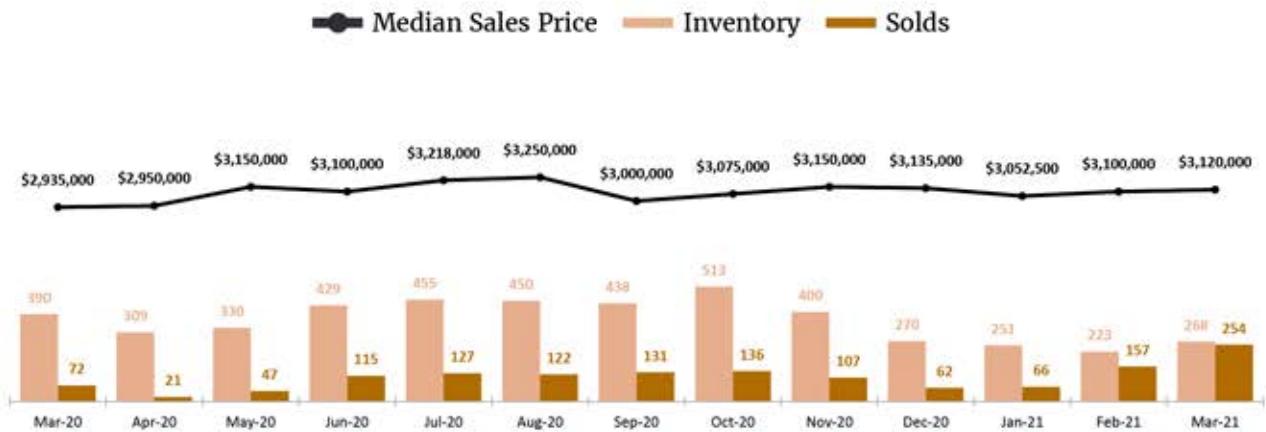 Median Sales Price Inventory Solds
$2,935,000 $2,950,000 $3,150,000 $3,100,000 $3,218,000 $3,250,000 $3,000,000 $3,075,000 $3,150,000 $3,135,000 $3,052,500 $3,100,000 $3,120,000
390 309 330 429 455 450 438 513 400 270 253 223 268
72 21 47 115 127 122 131 136 107 62 66 157 254
Mar-20 Apr-20 May-20 Jun-20 Jul-20 Aug-20 Sep-20 Oct-20 Nov-20 Dec-20 Jan-21 Feb-21 Mar-21